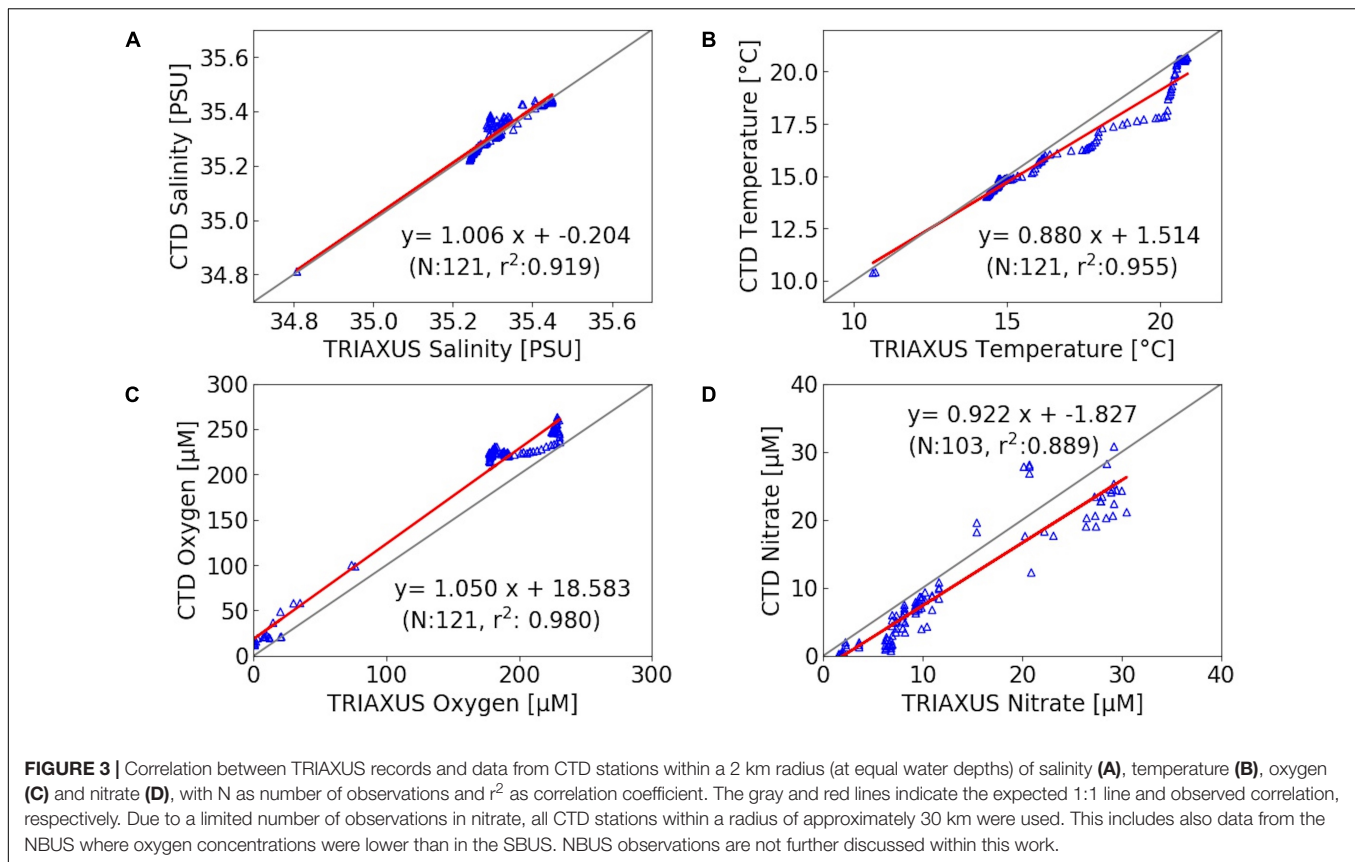 A
35.6
35.4
35.2
35.0
34.8
CTD Salinity [PSU]
y= 1.006 x + -0.204
(N:121, r²:0.919)
34.8 35.0 35.2 35.4 35.6
TRIAXUS Salinity [PSU]
B
20.0
17.5
15.0
12.5
10.0
CTD Temperature [°C]
y= 0.880 x + 1.514
(N:121, r²:0.955)
10 15 20
TRIAXUS Temperature [°C]
C
300
250
200
150
100
50
0
CTD Oxygen [µM]
y= 1.050 x + 18.583
(N:121, r²: 0.980)
0 100 200 300
TRIAXUS Oxygen [µM]
D
40
30
20
10
0
CTD Nitrate [µM]
y= 0.922 x + -1.827
(N:103, r²:0.889)
0 10 20 30 40
TRIAXUS Nitrate [µM]
FIGURE 3 | Correlation between TRIAXUS records and data from CTD stations within a 2 km radius (at equal water depths) of salinity (A), temperature (B), oxygen
(C) and nitrate (D), with N as number of observations and r² as correlation coefficient. The gray and red lines indicate the expected 1:1 line and observed correlation,
respectively. Due to a limited number of observations in nitrate, all CTD stations within a radius of approximately 30 km were used. This includes also data from the
NBUS where oxygen concentrations were lower than in the SBUS. NBUS observations are not further discussed within this work.